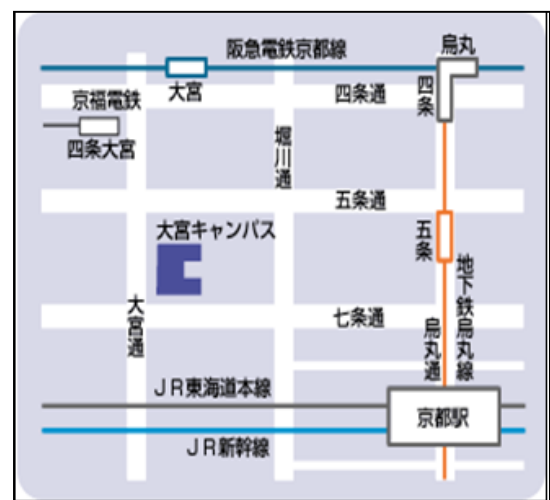 阪急電鉄京都線
烏丸
大宮
京福電鉄
四条通
四条
四条大宮
堀川通
五条通
大宮キャンパス
五条
大宮通
七条通
烏丸通
地下鉄烏丸線
JR東海道本線
京都駅
JR新幹線